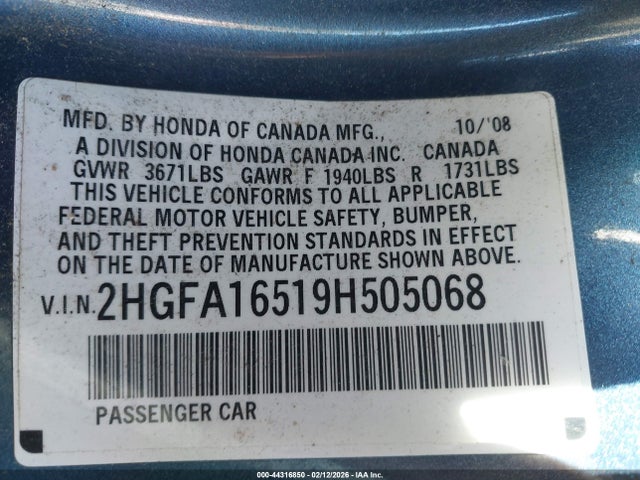 MFD. BY HONDA OF CANADA MFG., 10/'08
A DIVISION OF HONDA CANADA INC. CANADA
GVWR 3671LBS GAWR F 1940LBS R 1731LBS
THIS VEHICLE CONFORMS TO ALL APPLICABLE
FEDERAL MOTOR VEHICLE SAFETY, BUMPER,
AND THEFT PREVENTION STANDARDS IN EFFECT
ON THE DATE OF MANUFACTURE SHOWN ABOVE.
V.I.N. 2HGFA16519H505068
PASSENGER CAR
000-44316850 - 02/12/2026 - IAA Inc.